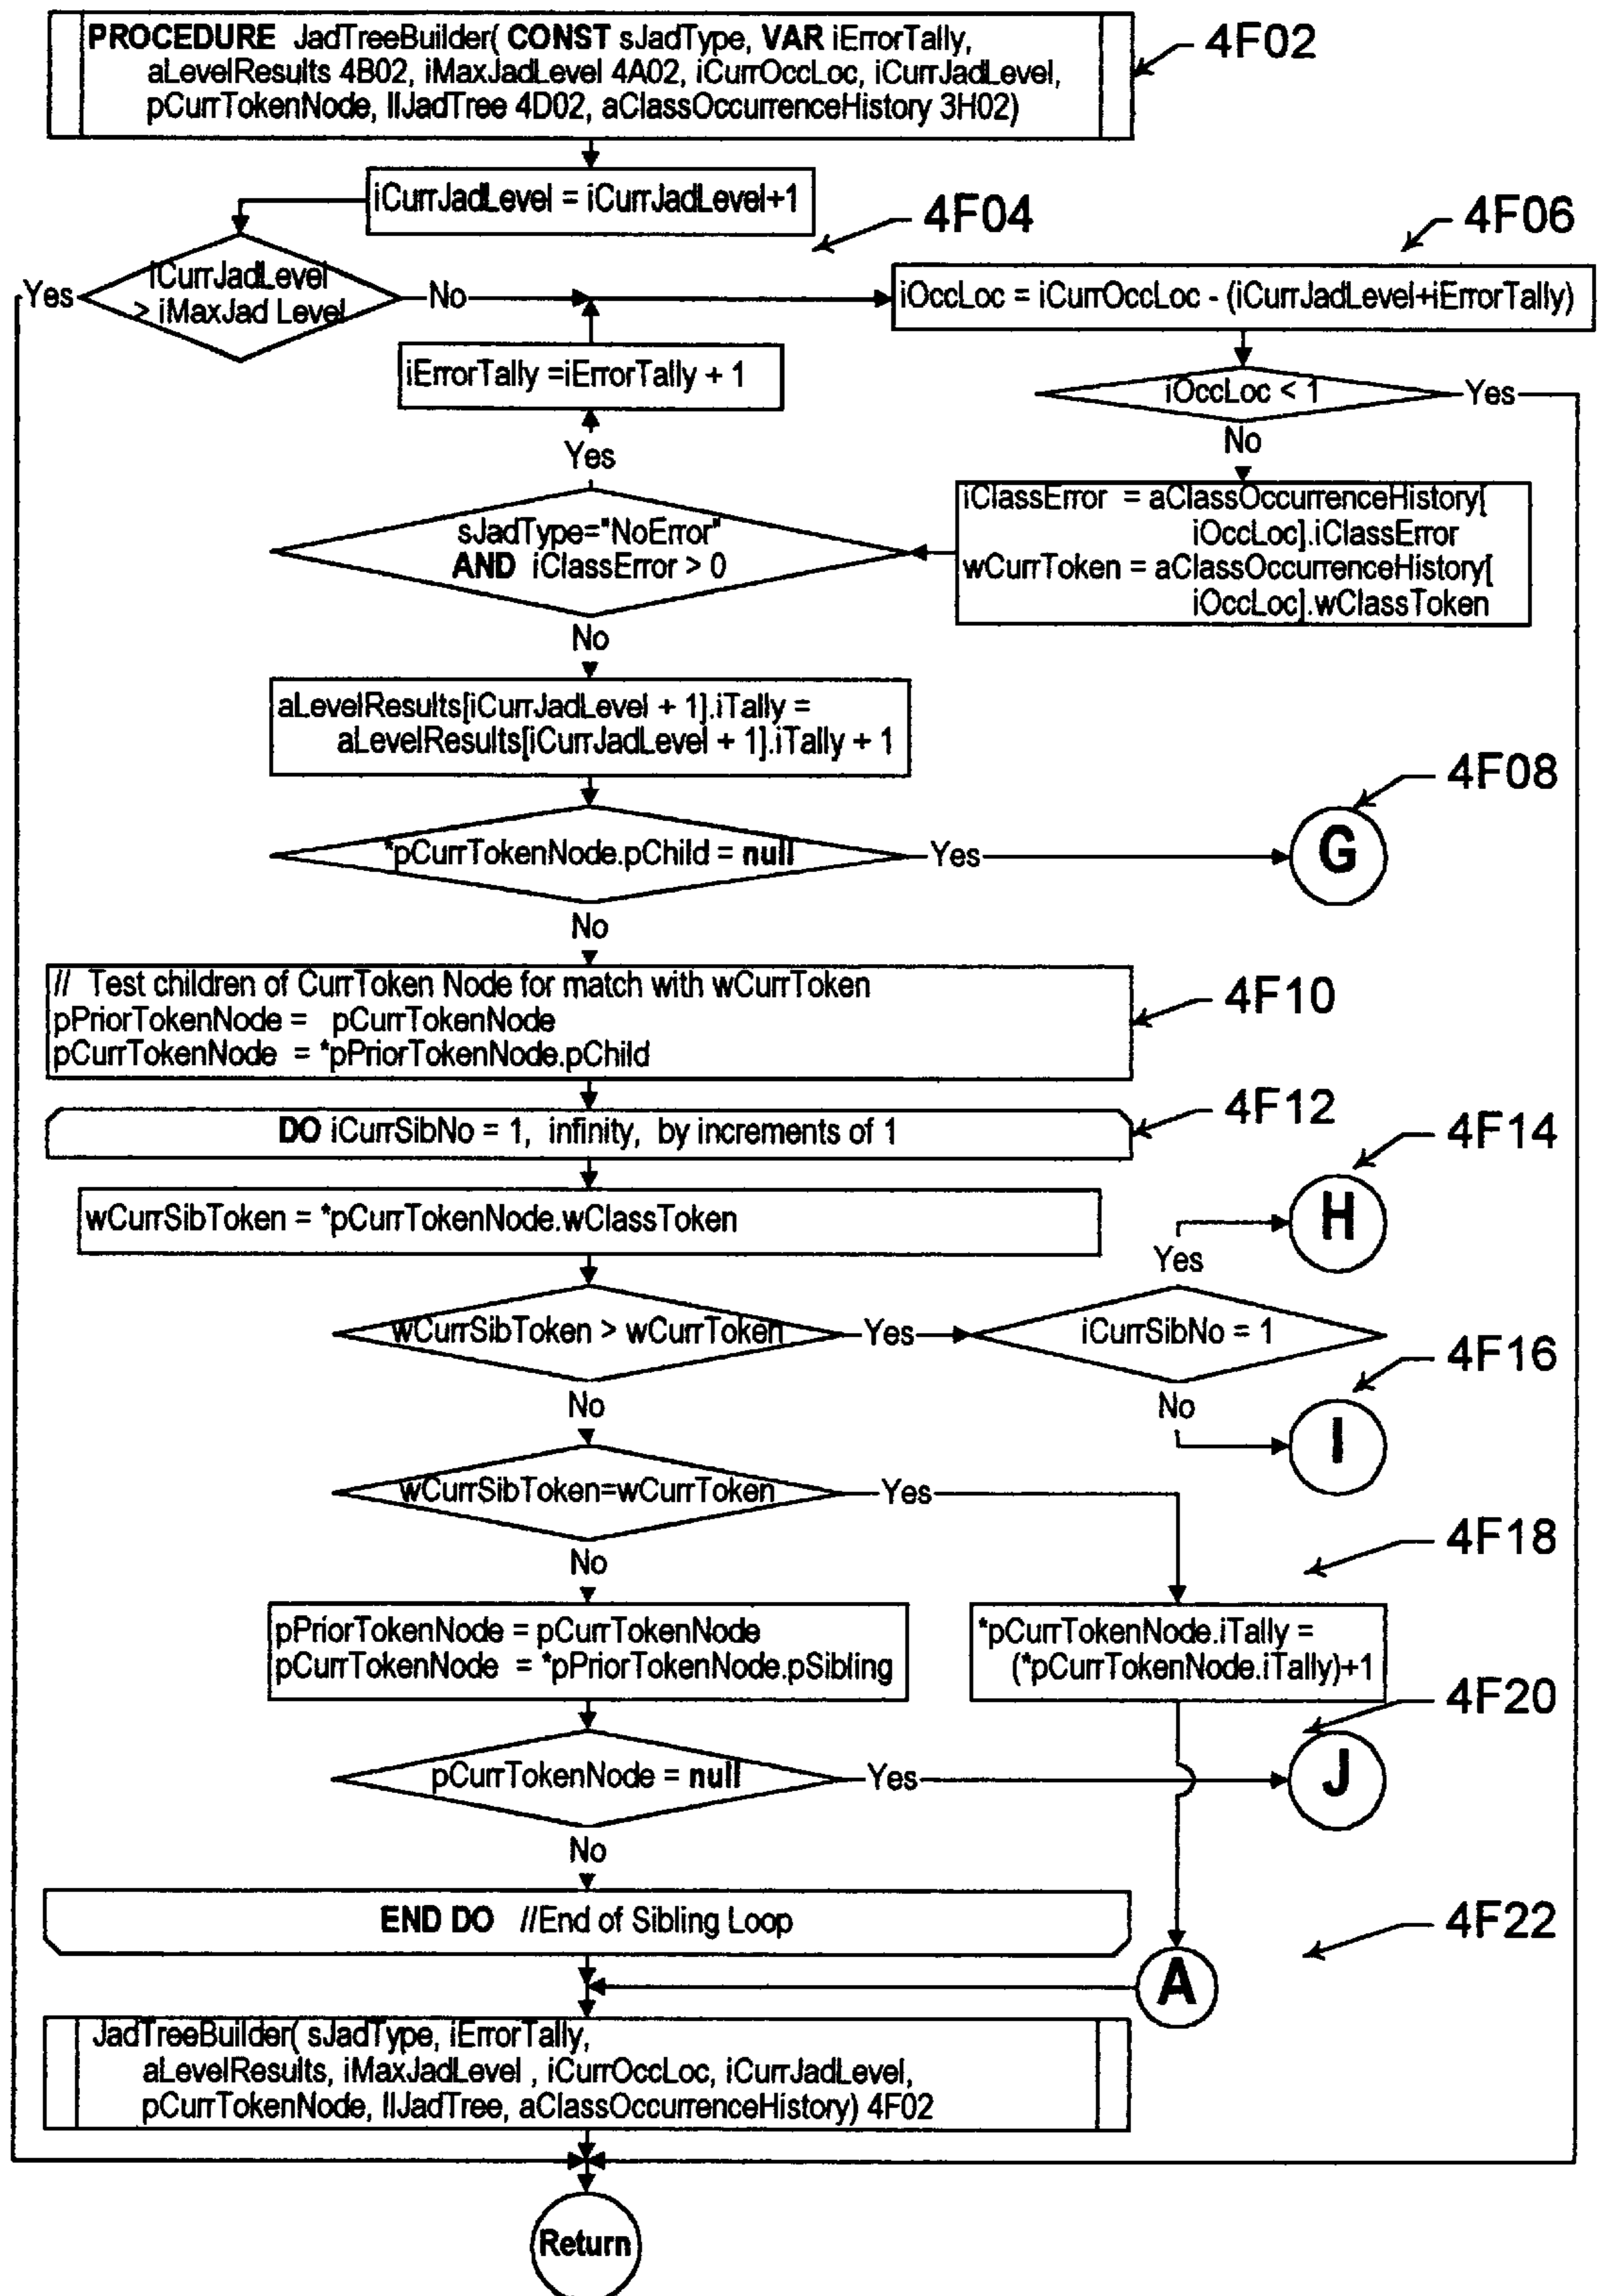 PROCEDURE JadTreeBuilder( CONST sJadType, VAR iErrorTally,
aLevelResults 4B02, iMaxJadLevel 4A02, iCurrOccLoc, iCurrJadLevel,
pCurrTokenNode, llJadTree 4D02, aClassOccurrenceHistory 3H02)
4F02
iCurrJadLevel = iCurrJadLevel+1
4F04
4F06
iCurrJadLevel
> iMaxJad Level
Yes
No
iOccLoc = iCurrOccLoc - (iCurrJadLevel+iErrorTally)
iErrorTally =iErrorTally + 1
iOccLoc < 1
Yes
No
Yes
iClassError = aClassOccurrenceHistory[
iOccLoc].iClassError
wCurrToken = aClassOccurrenceHistory[
iOccLoc].wClassToken
sJadType="NoError"
AND iClassError > 0
No
aLevelResults[iCurrJadLevel + 1].iTally =
aLevelResults[iCurrJadLevel + 1].iTally + 1
4F08
*pCurrTokenNode.pChild = null
Yes
G
No
// Test children of CurrToken Node for match with wCurrToken
pPriorTokenNode = pCurrTokenNode
pCurrTokenNode = *pPriorTokenNode.pChild
4F10
DO iCurrSibNo = 1, infinity, by increments of 1
4F12
4F14
wCurrSibToken = *pCurrTokenNode.wClassToken
H
Yes
wCurrSibToken > wCurrToken
Yes
iCurrSibNo = 1
4F16
No
No
I
wCurrSibToken=wCurrToken
Yes
4F18
No
pPriorTokenNode = pCurrTokenNode
pCurrTokenNode = *pPriorTokenNode.pSibling
*pCurrTokenNode.iTally =
(*pCurrTokenNode.iTally)+1
4F20
pCurrTokenNode = null
Yes
J
No
END DO //End of Sibling Loop
4F22
A
JadTreeBuilder( sJadType, iErrorTally,
aLevelResults, iMaxJadLevel , iCurrOccLoc, iCurrJadLevel,
pCurrTokenNode, llJadTree, aClassOccurrenceHistory) 4F02
Return